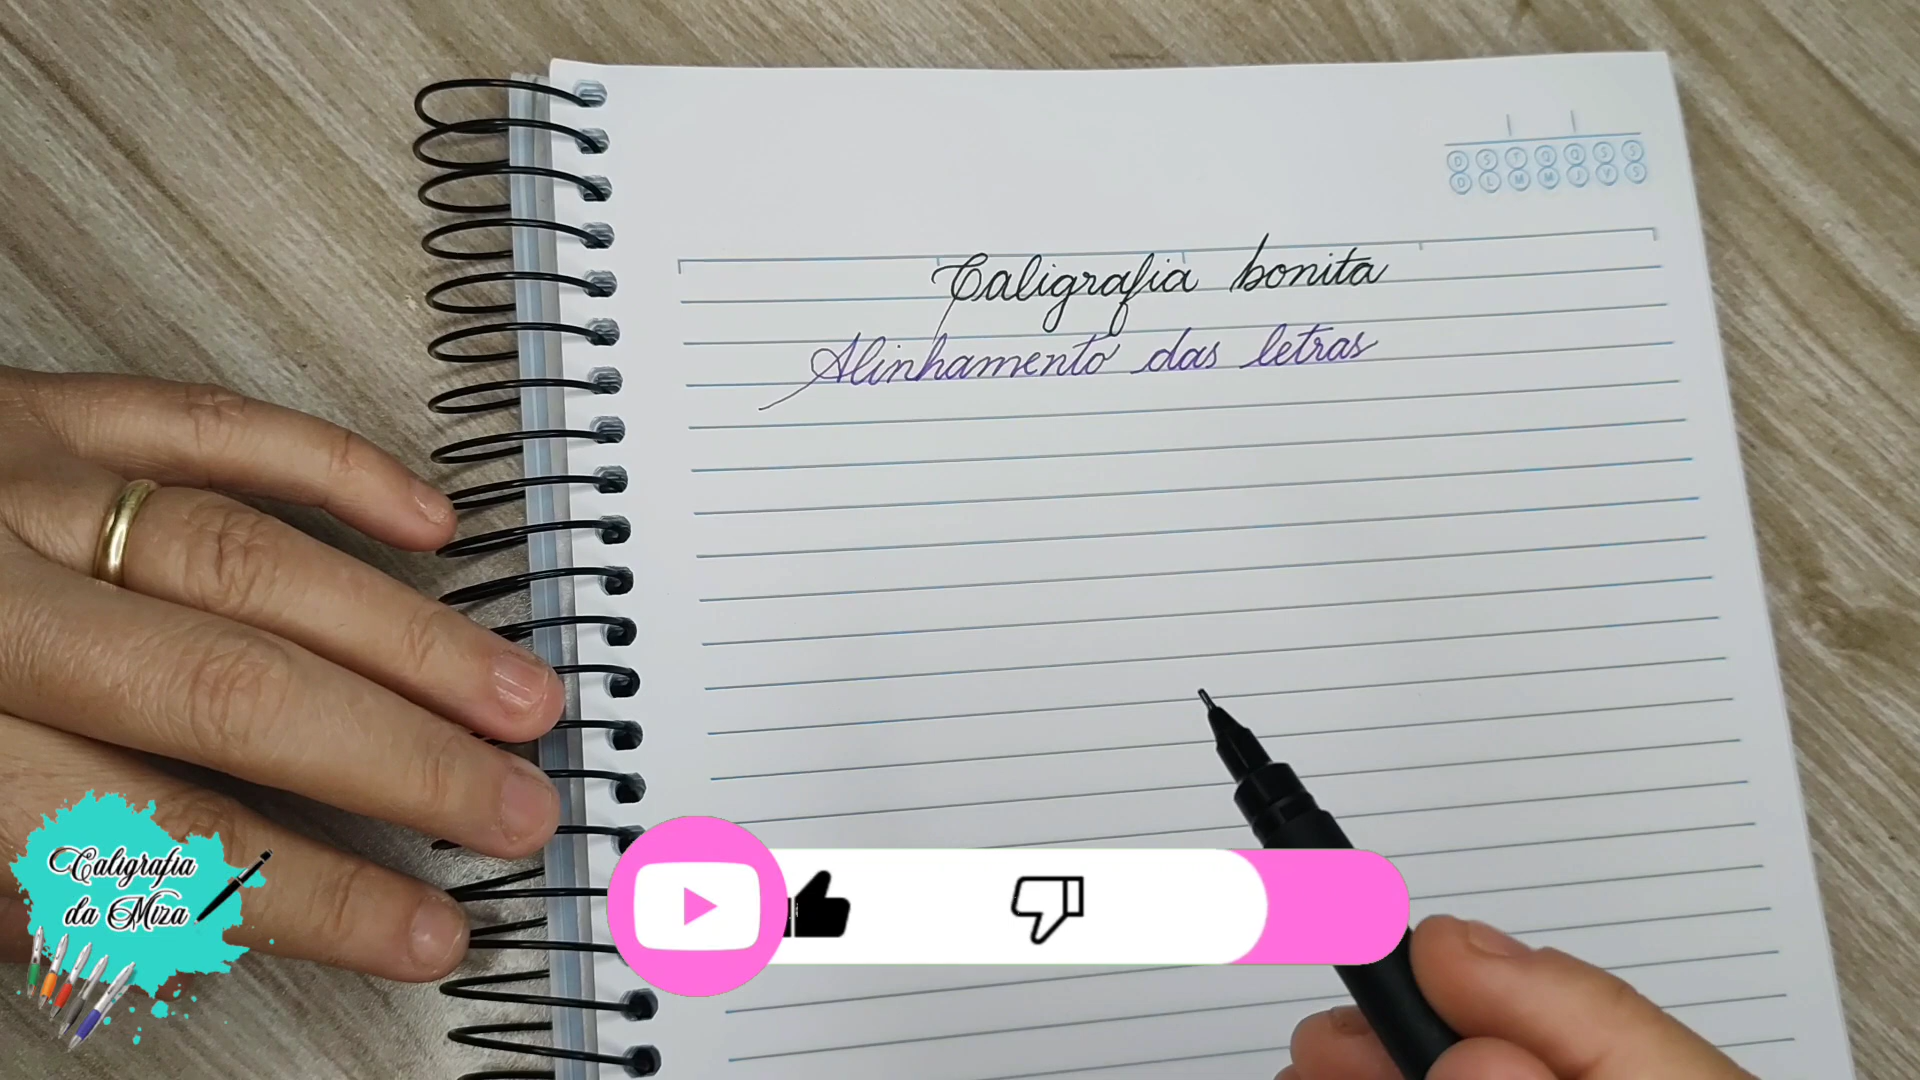 D S T Q Q S S
D L M M J V S
Caligrafia bonita
Alinhamento das letras
Caligrafia
da Miza